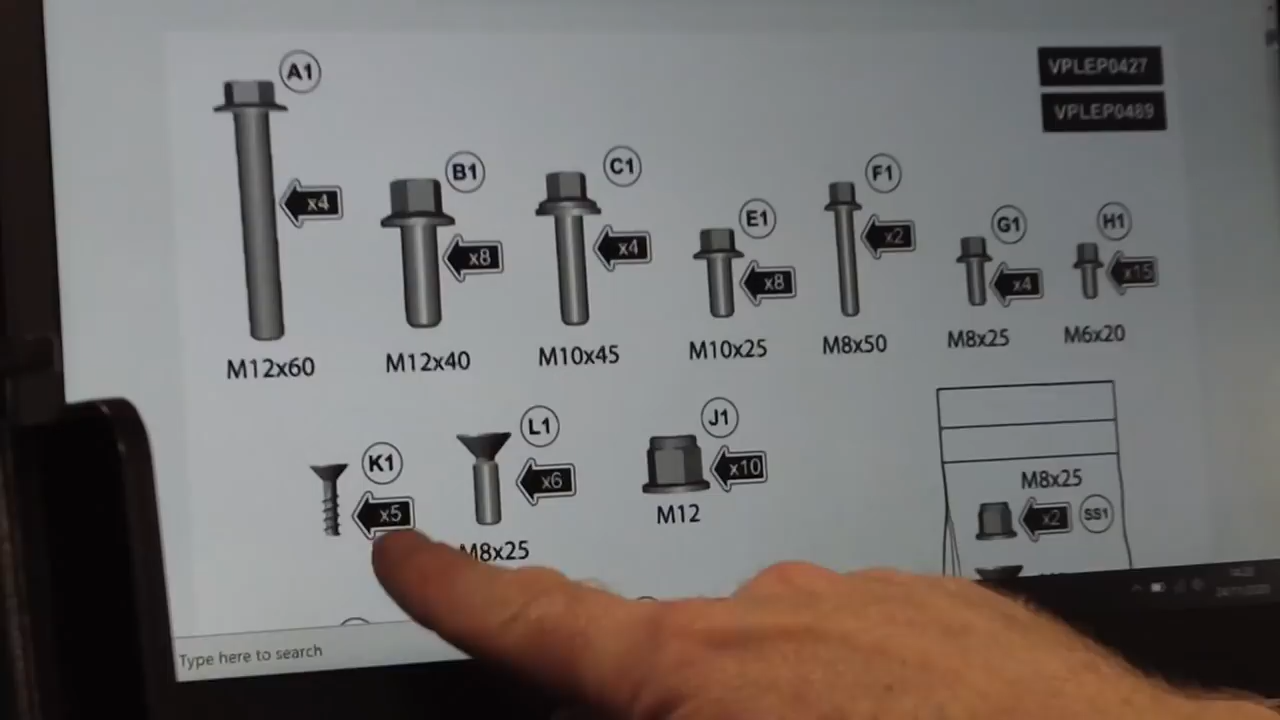 A1
x4
M12x60
B1
x8
M12x40
C1
x4
M10x45
E1
x8
M10x25
F1
x2
M8x50
G1
x4
M8x25
H1
x15
M6x20
VPLEP0427
VPLEP0489
K1
x5
L1
x6
M8x25
J1
x10
M12
M8x25
x2
SS1
Type here to search